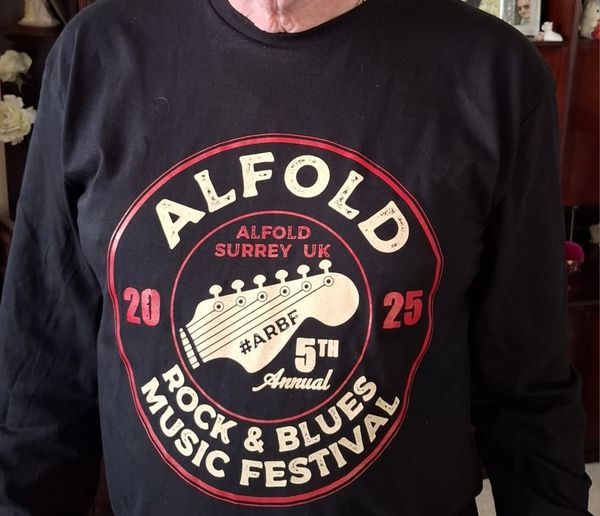 ALFOLD
ALFOLD
SURREY UK
20
25
#ARBF
5TH
Annual
ROCK & BLUES
MUSIC FESTIVAL